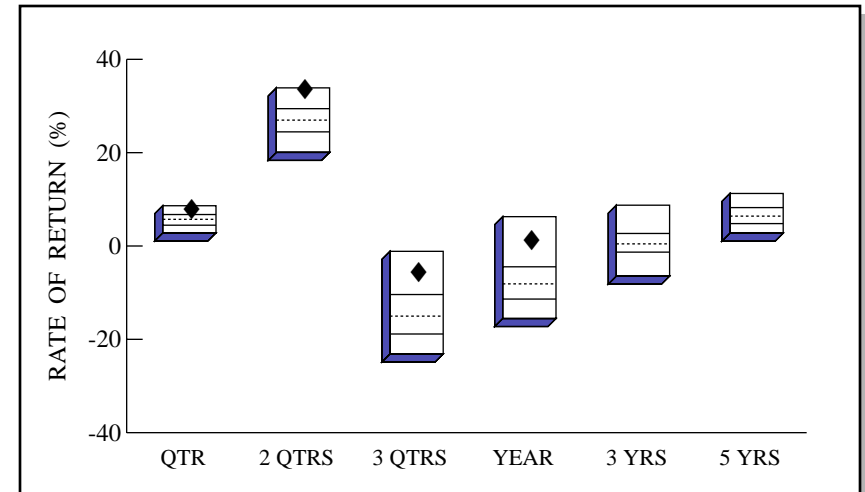 RATE OF RETURN (%)
40
20
0
-20
-40
QTR 2 QTRS 3 QTRS YEAR 3 YRS 5 YRS